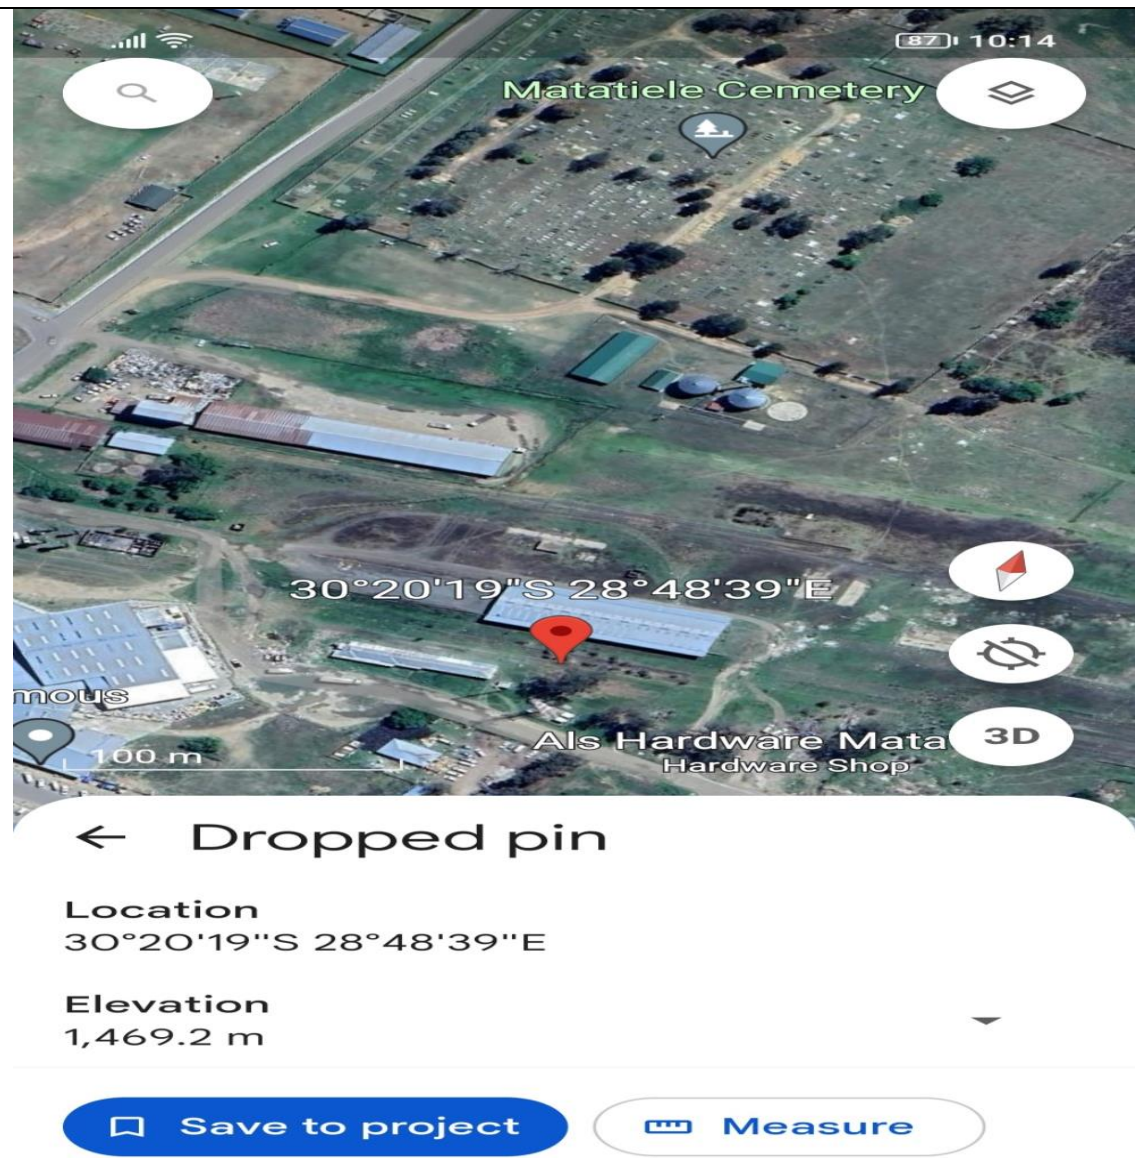 87 10:14
Matatiele Cemetery
30°20'19"S 28°48'39"E
mous
Als Hardware Mata
Hardware Shop
3D
100 m
Dropped pin
Location
30°20'19"S 28°48'39"E
Elevation
1,469.2 m
Save to project
Measure